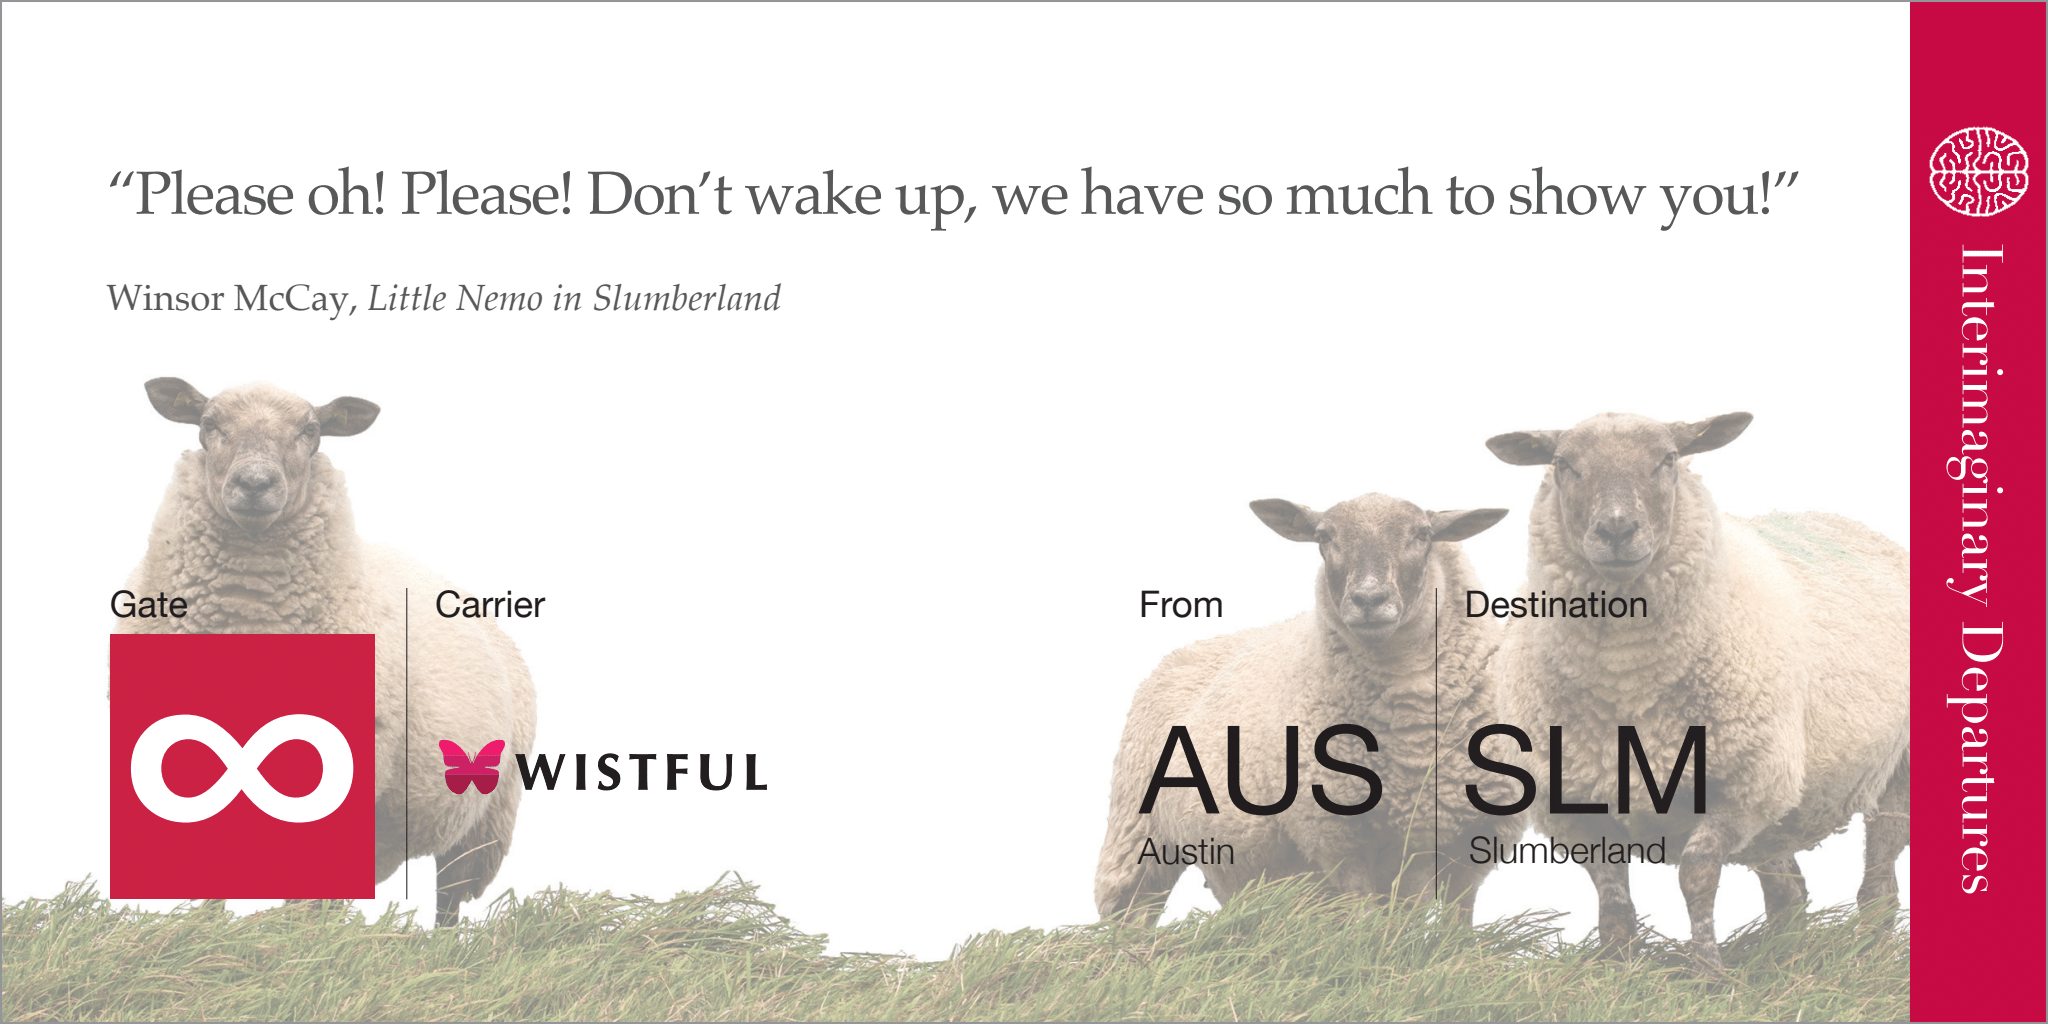 “Please oh! Please! Don’t wake up, we have so much to show you!”
Winsor McCay, Little Nemo in Slumberland
Gate
∞
Carrier
WISTFUL
From
AUS
Austin
Destination
SLM
Slumberland
Interimaginary Departures